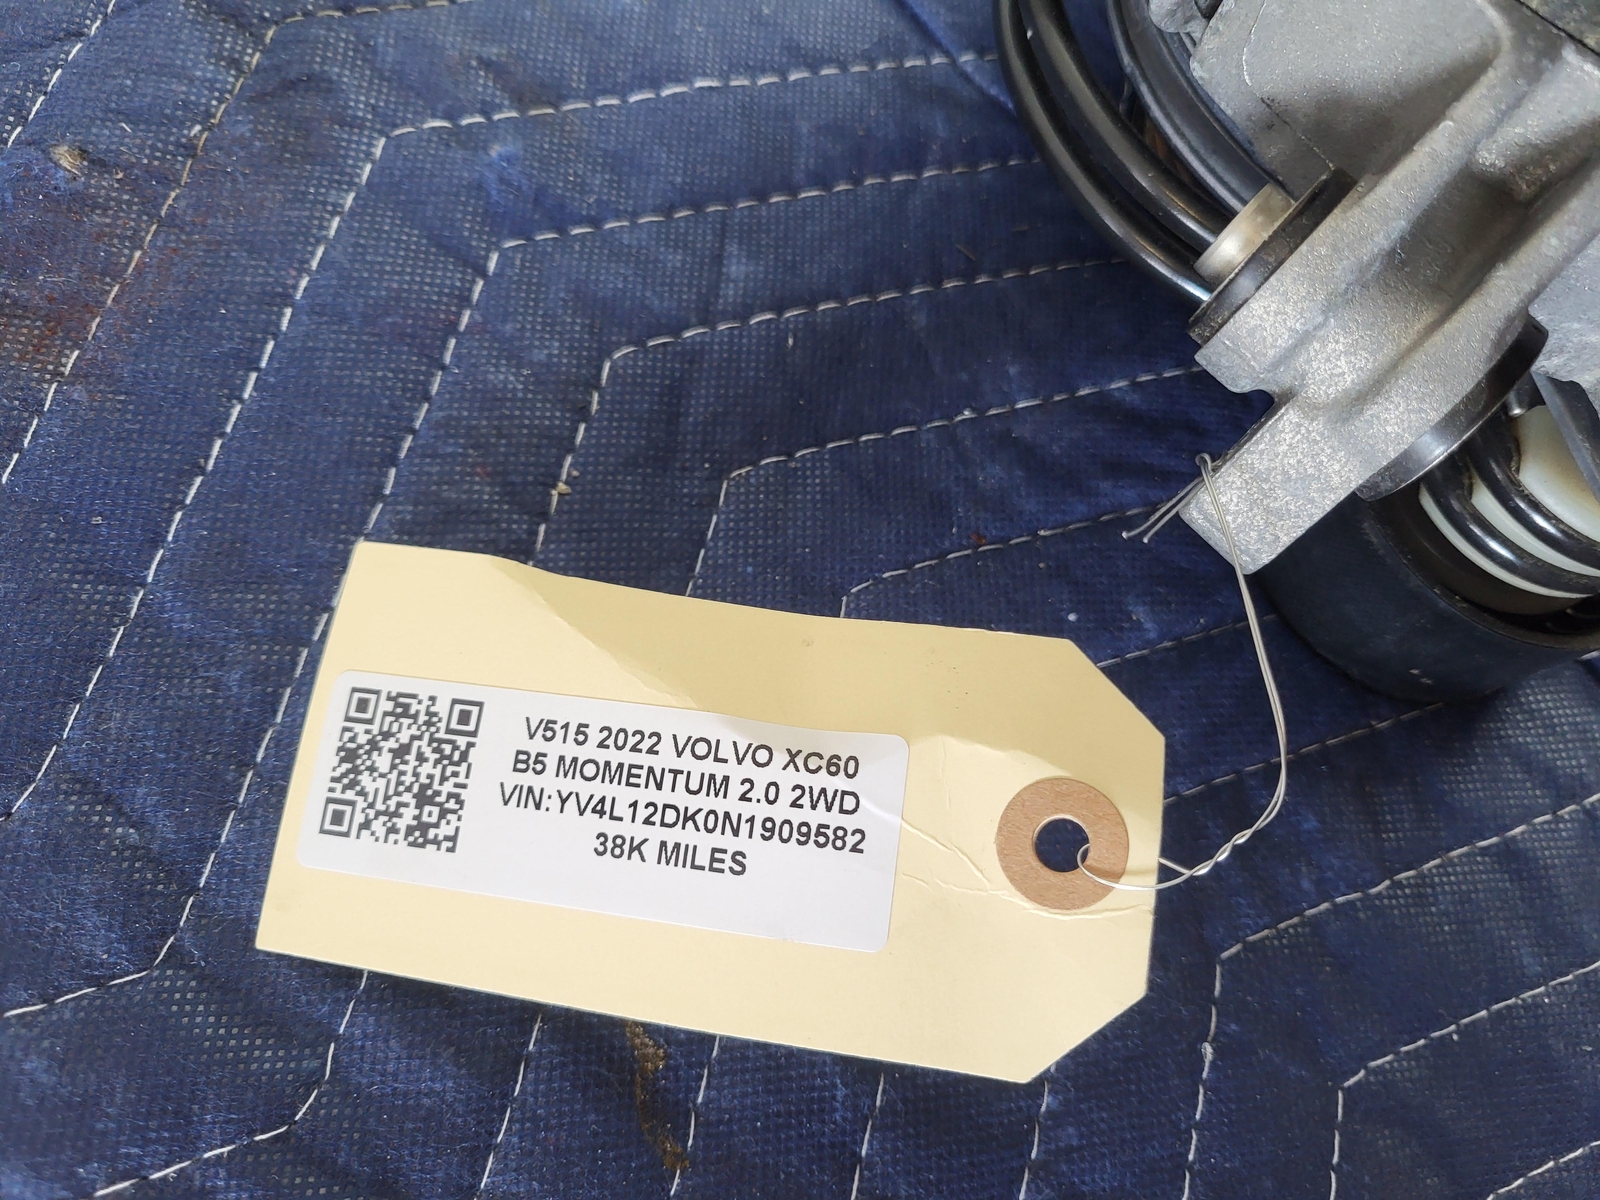 V515 2022 VOLVO XC60
B5 MOMENTUM 2.0 2WD
VIN:YV4L12DK0N1909582
38K MILES